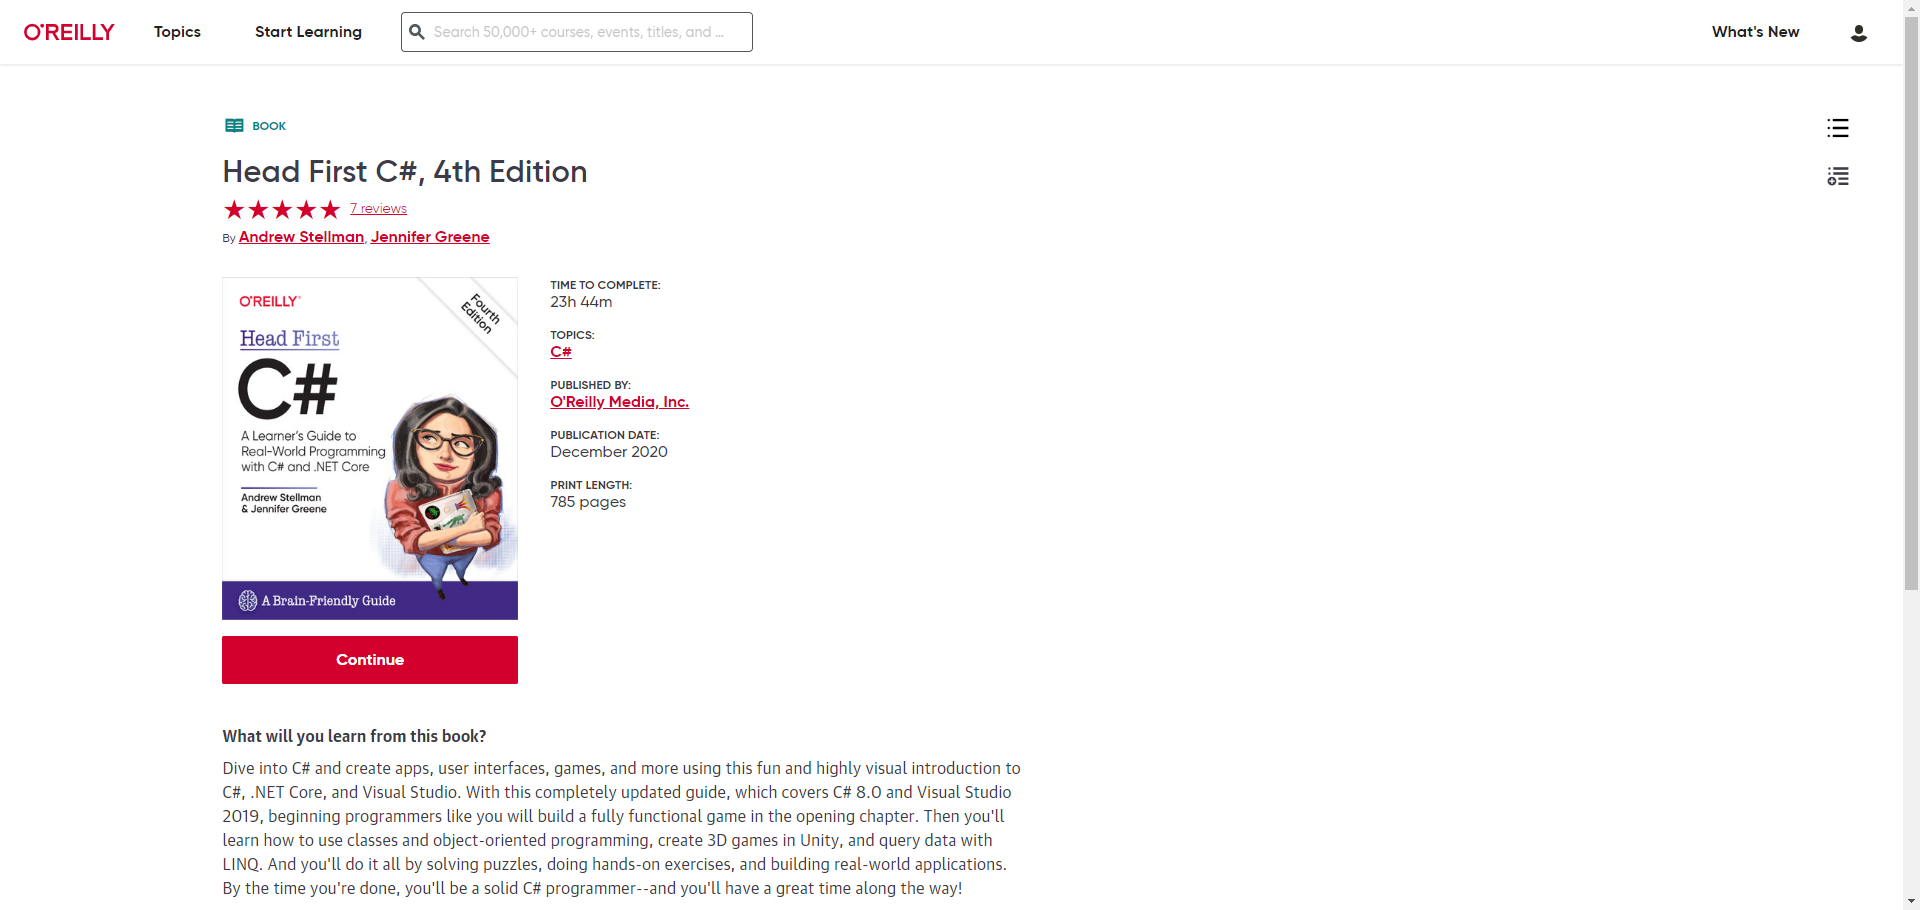 O'REILLY
Topics
Start Learning
Search 50,000+ courses, events, titles, and ...
What's New
BOOK
Head First C#, 4th Edition
7 reviews
By Andrew Stellman, Jennifer Greene
O'REILLY
Fourth
Edition
Head First
C#
A Learner's Guide to
Real-World Programming
with C# and .NET Core
Andrew Stellman
& Jennifer Greene
A Brain-Friendly Guide
TIME TO COMPLETE:
23h 44m
TOPICS:
C#
PUBLISHED BY:
O'Reilly Media, Inc.
PUBLICATION DATE:
December 2020
PRINT LENGTH:
785 pages
Continue
What will you learn from this book?
Dive into C# and create apps, user interfaces, games, and more using this fun and highly visual introduction to
C#, .NET Core, and Visual Studio. With this completely updated guide, which covers C# 8.0 and Visual Studio
2019, beginning programmers like you will build a fully functional game in the opening chapter. Then you'll
learn how to use classes and object-oriented programming, create 3D games in Unity, and query data with
LINQ. And you'll do it all by solving puzzles, doing hands-on exercises, and building real-world applications.
By the time you're done, you'll be a solid C# programmer--and you'll have a great time along the way!